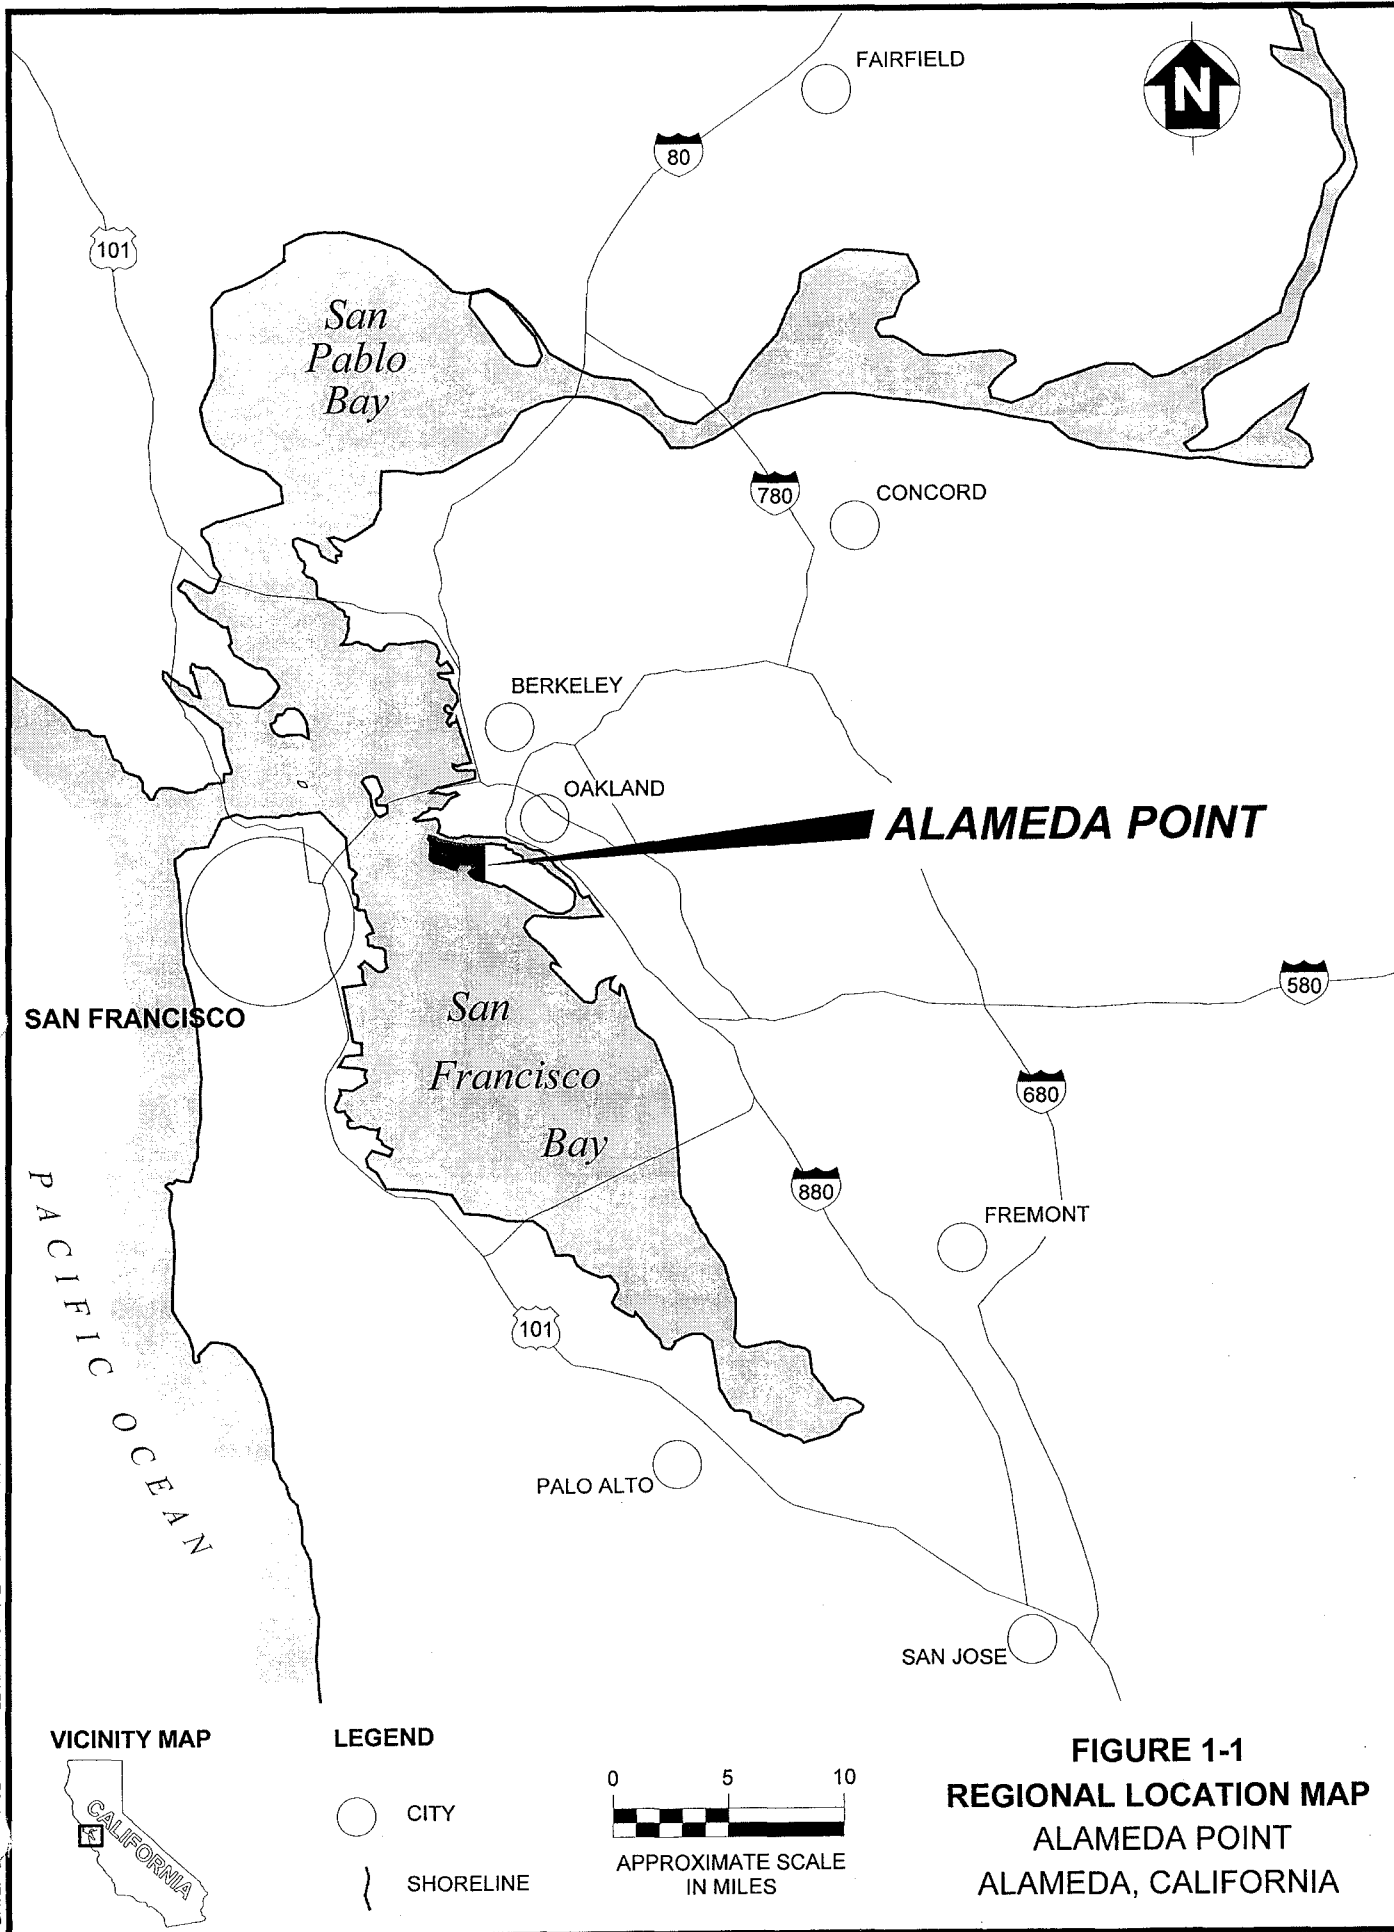 FAIRFIELD
N
80
101
San
Pablo
Bay
780
CONCORD
BERKELEY
OAKLAND
ALAMEDA POINT
580
SAN FRANCISCO
San
Francisco
Bay
680
880
PACIFIC OCEAN
FREMONT
101
PALO ALTO
SAN JOSE
VICINITY MAP
CALIFORNIA
LEGEND
CITY
SHORELINE
0 5 10
APPROXIMATE SCALE
IN MILES
FIGURE 1-1
REGIONAL LOCATION MAP
ALAMEDA POINT
ALAMEDA, CALIFORNIA